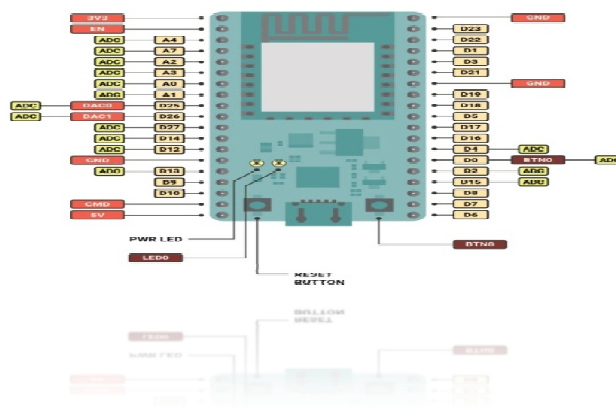 3V3 GND
EN D23
ADC A4 D22
ADC A7 D1
ADC A2 D3
ADC A3 D21
ADC A0 GND
ADC A1 D19
ADC DAC0 D25 D18
ADC DAC1 D26 D5
ADC D27 D17
ADC D14 D16
ADC D12 D4 ADC
GND D0 BTN0 ADC
ADC D13 D2 ADC
D9 D15 ADC
D10 D8
CMD D7
5V D6
PWR LED
LED0
BTN0
RESET
BUTTON